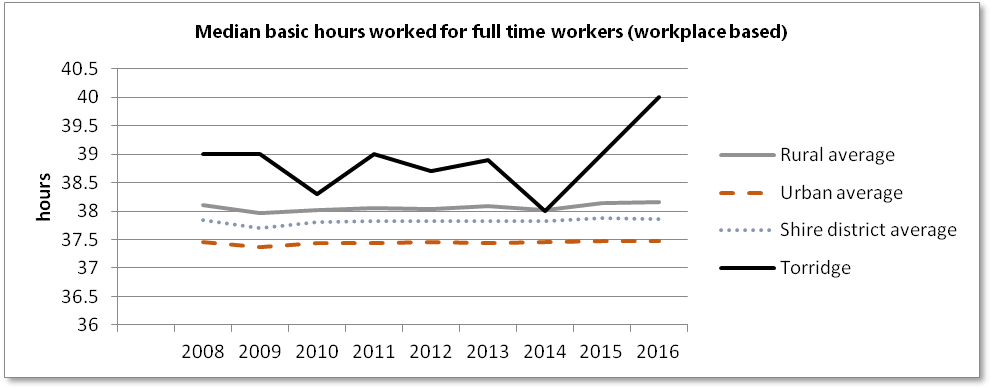 Median basic hours worked for full time workers (workplace based)
40.5
40
39.5
39
38.5
38
37.5
37
36.5
36
hours
2008 2009 2010 2011 2012 2013 2014 2015 2016
Rural average
Urban average
Shire district average
Torridge